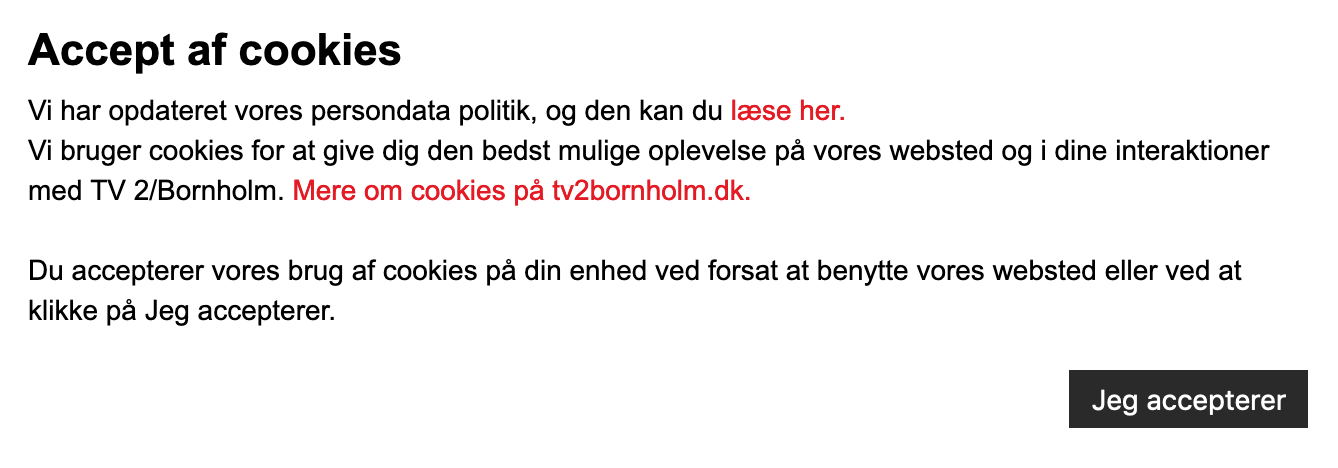 Accept af cookies
Vi har opdateret vores persondata politik, og den kan du læse her.
Vi bruger cookies for at give dig den bedst mulige oplevelse på vores websted og i dine interaktioner
med TV 2/Bornholm. Mere om cookies på tv2bornholm.dk.
Du accepterer vores brug af cookies på din enhed ved forsat at benytte vores websted eller ved at
klikke på Jeg accepterer.
Jeg accepterer